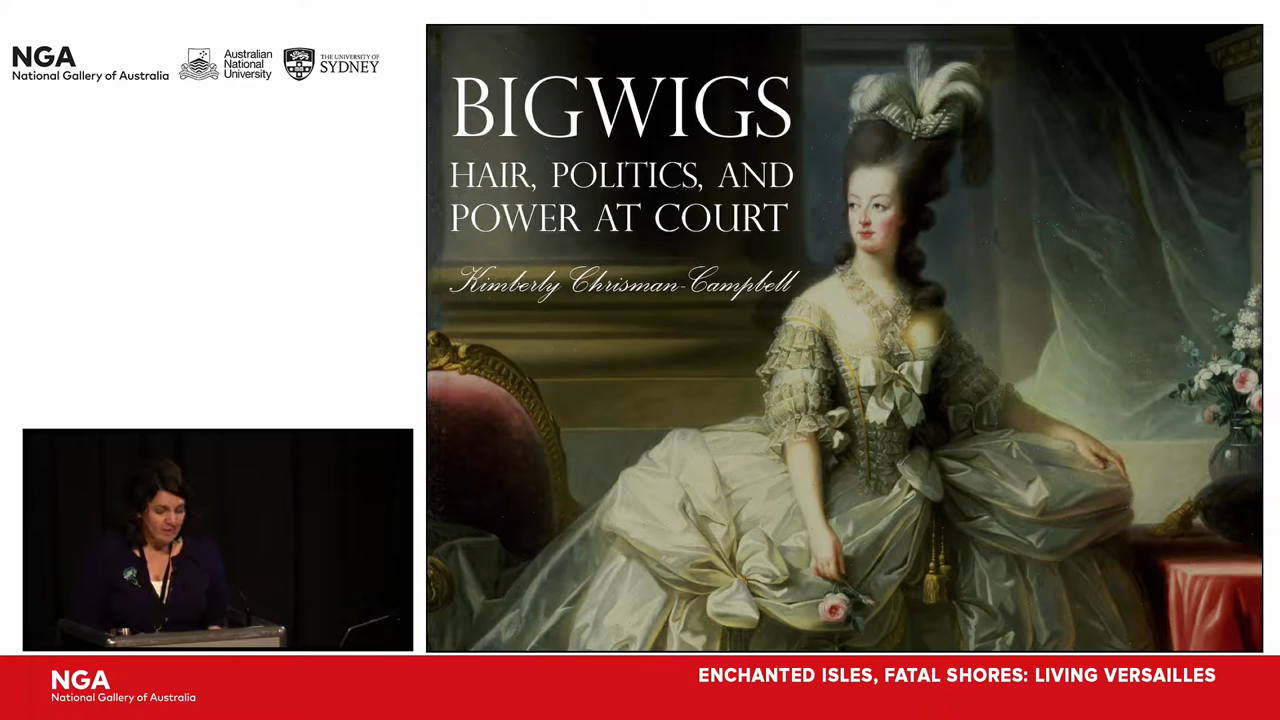 NGA
National Gallery of Australia
Australian
National
University
THE UNIVERSITY OF
SYDNEY
BIGWIGS
HAIR, POLITICS, AND
POWER AT COURT
Kimberly Chrisman-Campbell
NGA
National Gallery of Australia
ENCHANTED ISLES, FATAL SHORES: LIVING VERSAILLES